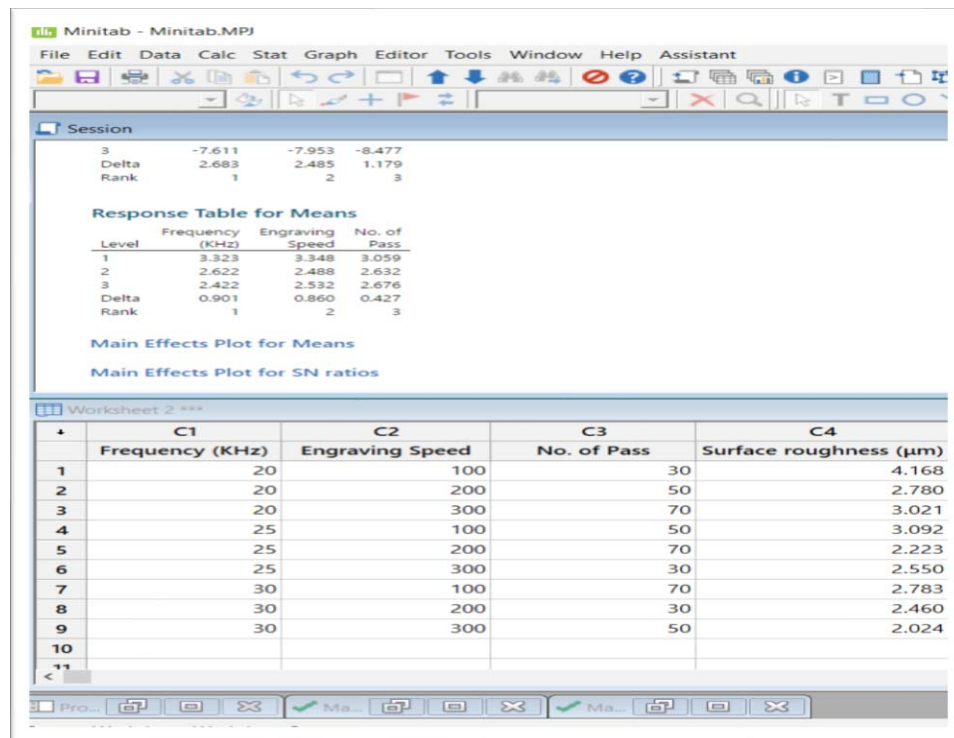 Minitab - Minitab.MPJ
File Edit Data Calc Stat Graph Editor Tools Window Help Assistant
Session
3 -7.611 -7.953 -8.477
Delta 2.683 2.485 1.179
Rank 1 2 3
Response Table for Means
Frequency Engraving No. of
Level (KHz) Speed Pass
1 3.323 3.348 3.059
2 2.622 2.488 2.632
3 2.422 2.532 2.676
Delta 0.901 0.860 0.427
Rank 1 2 3
Main Effects Plot for Means
Main Effects Plot for SN ratios
Worksheet 2 ***
C1 C2 C3 C4
Frequency (KHz) Engraving Speed No. of Pass Surface roughness (μm)
1 20 100 30 4.168
2 20 200 50 2.780
3 20 300 70 3.021
4 25 100 50 3.092
5 25 200 70 2.223
6 25 300 30 2.550
7 30 100 70 2.783
8 30 200 30 2.460
9 30 300 50 2.024
10
11
Pro... Ma... Ma...